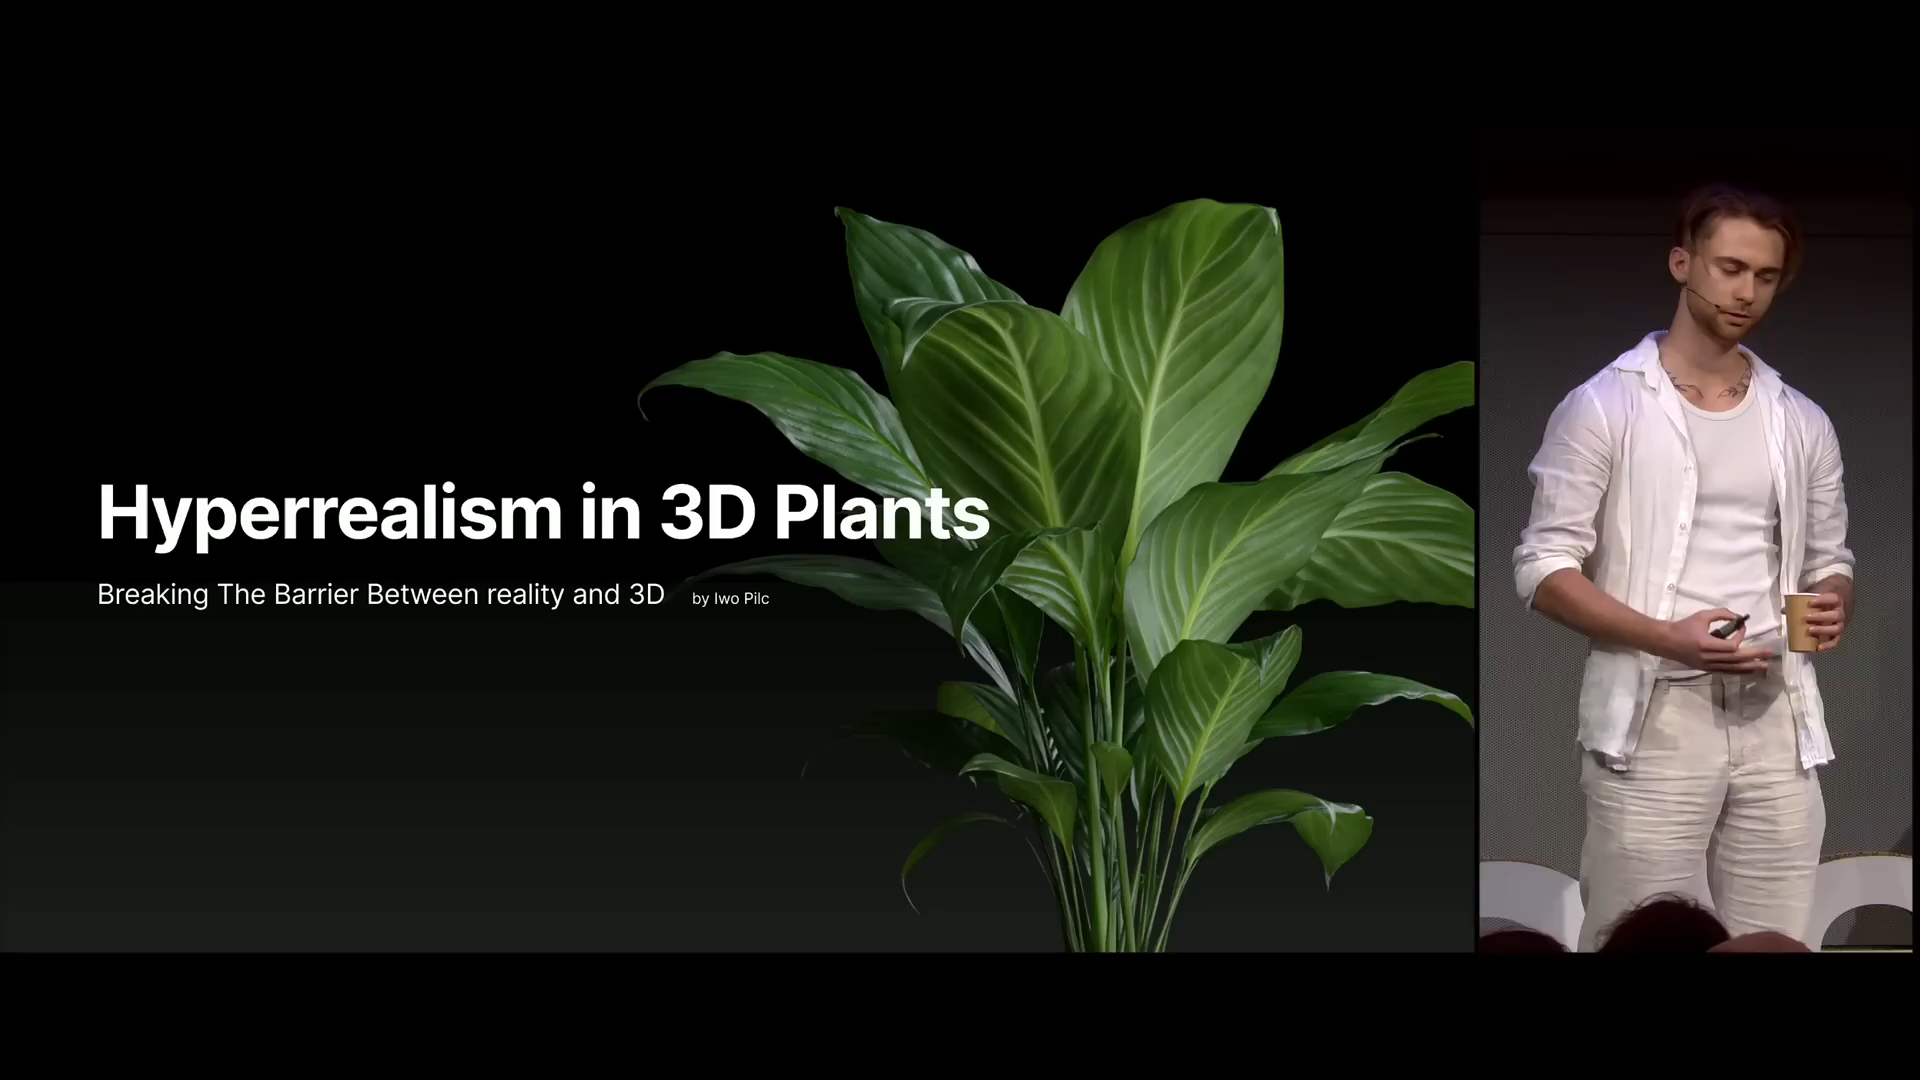 Hyperrealism in 3D Plants
Breaking The Barrier Between reality and 3D by Iwo Pilc